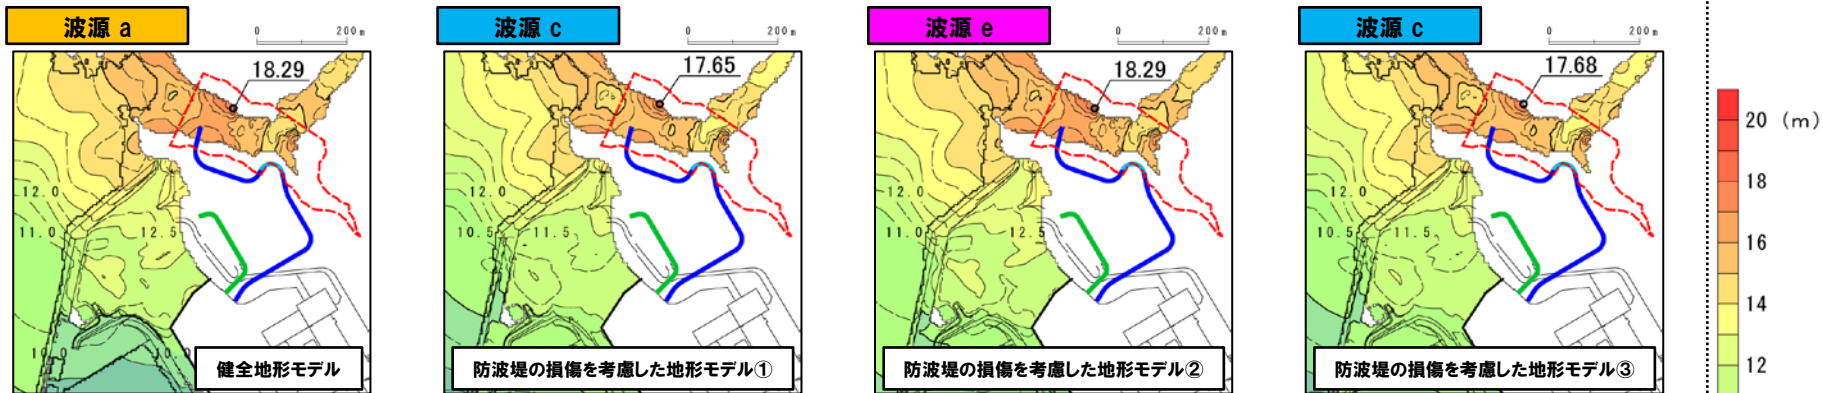 波源 a
0 200m
18.29
12.0
11.0
12.5
10.0
10.0
健全地形モデル
波源 c
0 200m
17.65
12.0
10.5
11.5
防波堤の損傷を考慮した地形モデル①
波源 e
0 200m
18.29
12.0
11.0
12.5
防波堤の損傷を考慮した地形モデル②
波源 c
0 200m
17.68
12.0
10.5
11.5
防波堤の損傷を考慮した地形モデル③
20 (m)
18
16
14
12